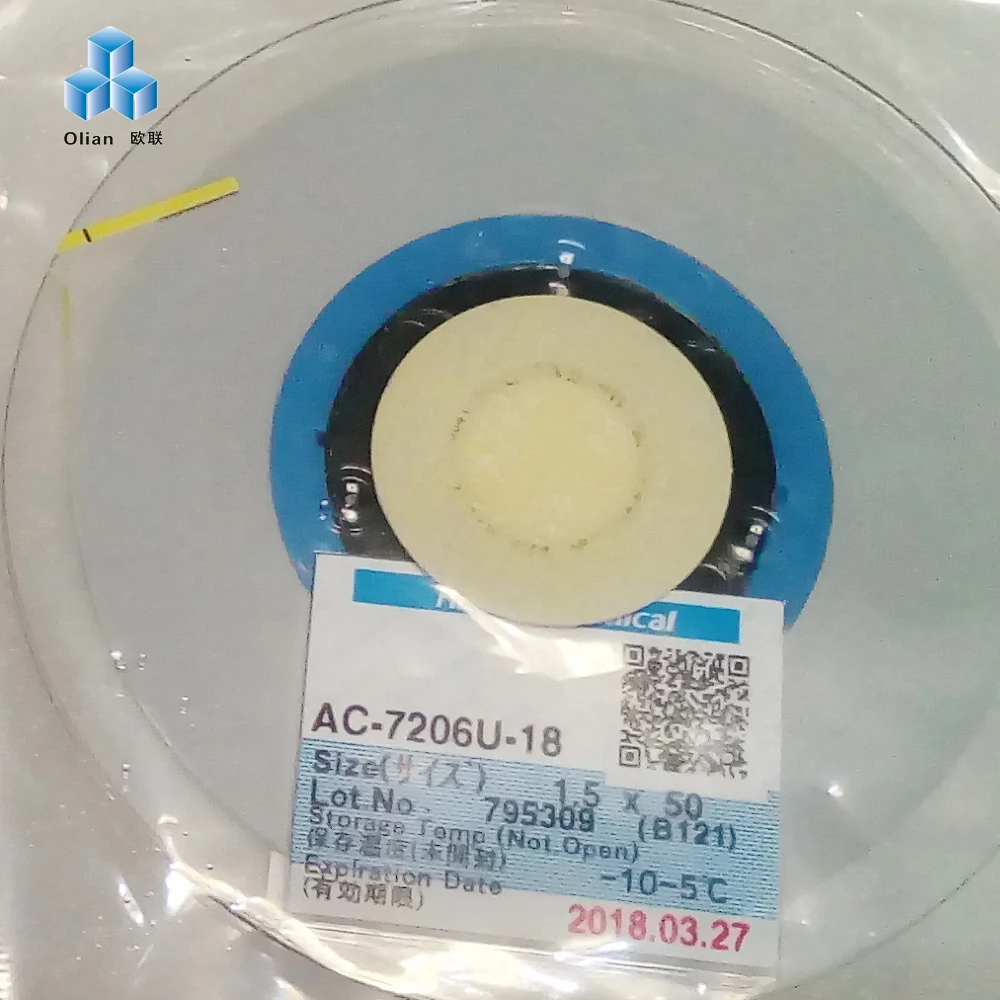 Olian 欧联
AC-7206U-18
Size(サイズ) 1.5 x 50
Lot.No. 795309 (B121)
Storage Temp (Not Open)
保存温度(未開封) -10-5℃
Expiration Date
(有効期限) 2018.03.27